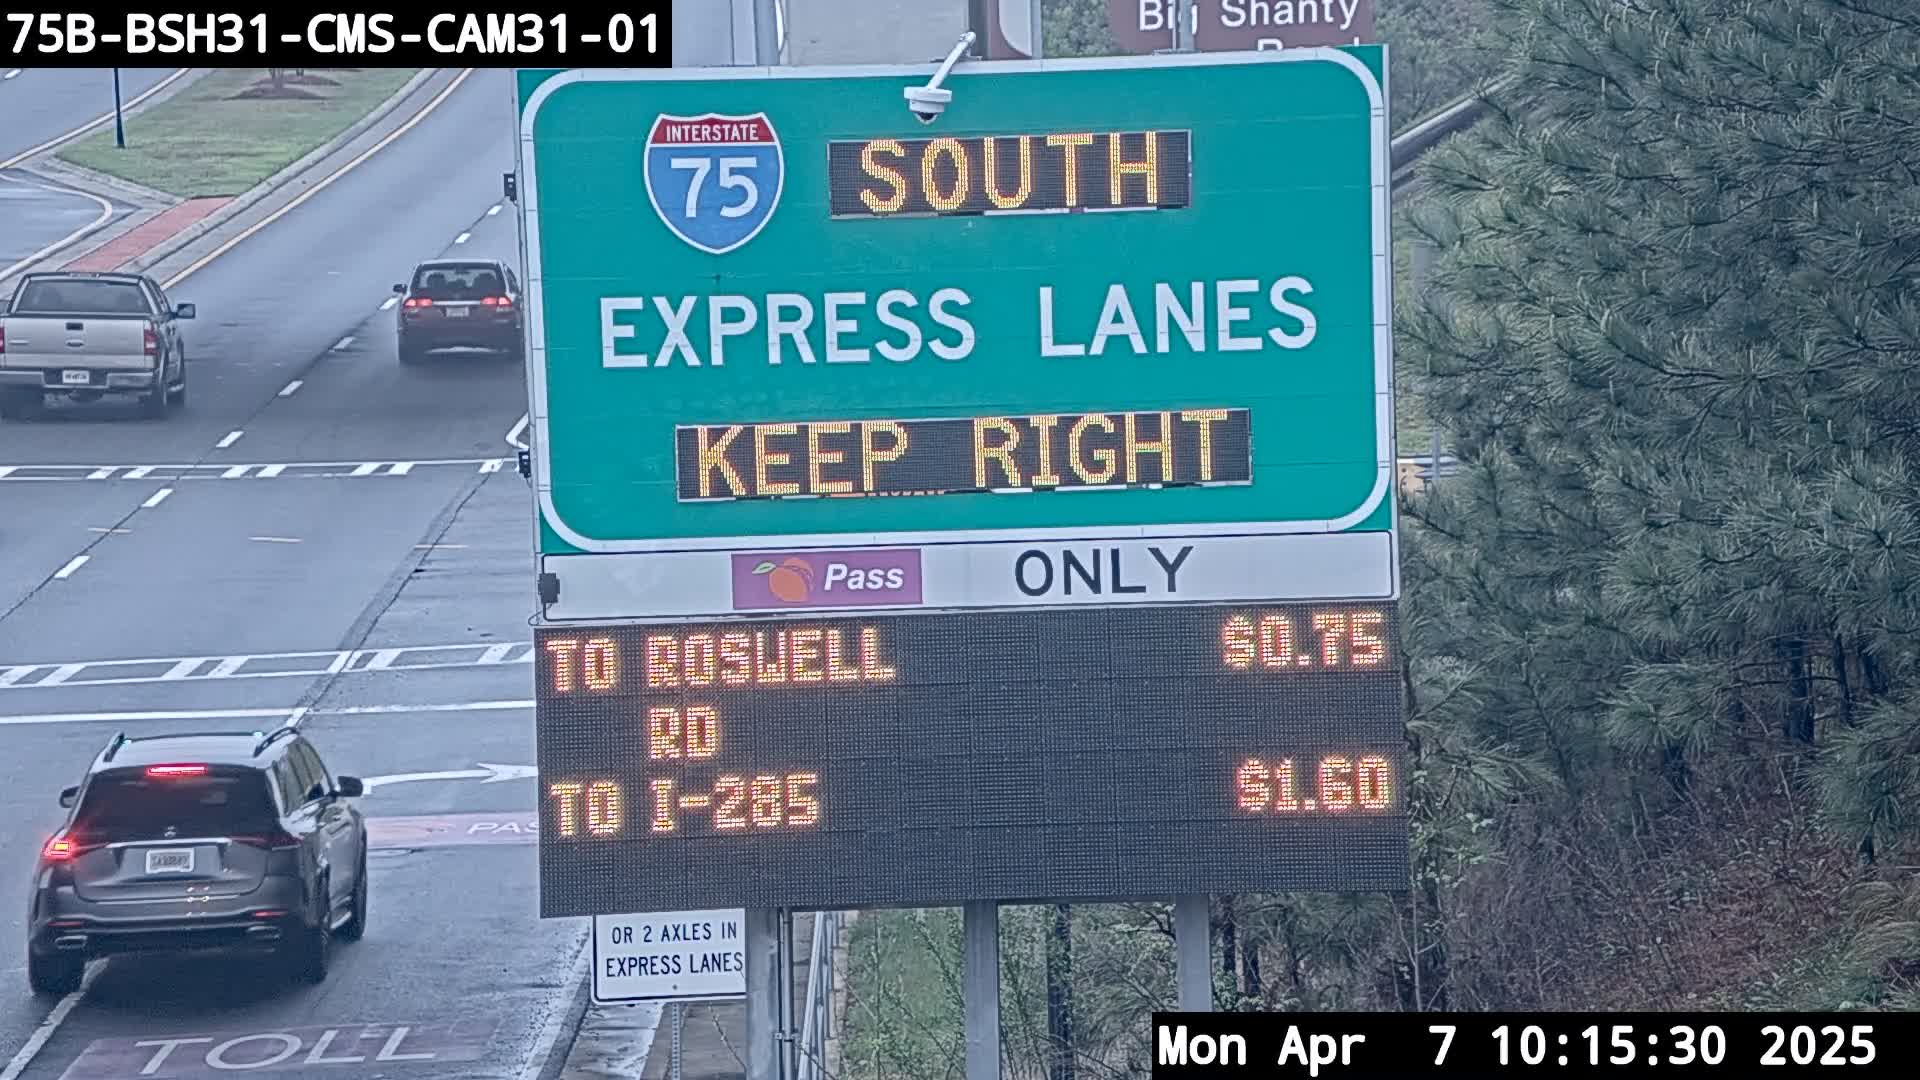 75B-BSH31-CMS-CAM31-01
Big Shanty
Road
INTERSTATE
75
SOUTH
EXPRESS LANES
KEEP RIGHT
Pass ONLY
TO ROSWELL $0.75
RD
TO I-285 $1.60
OR 2 AXLES IN
EXPRESS LANES
TOLL
Mon Apr 7 10:15:30 2025